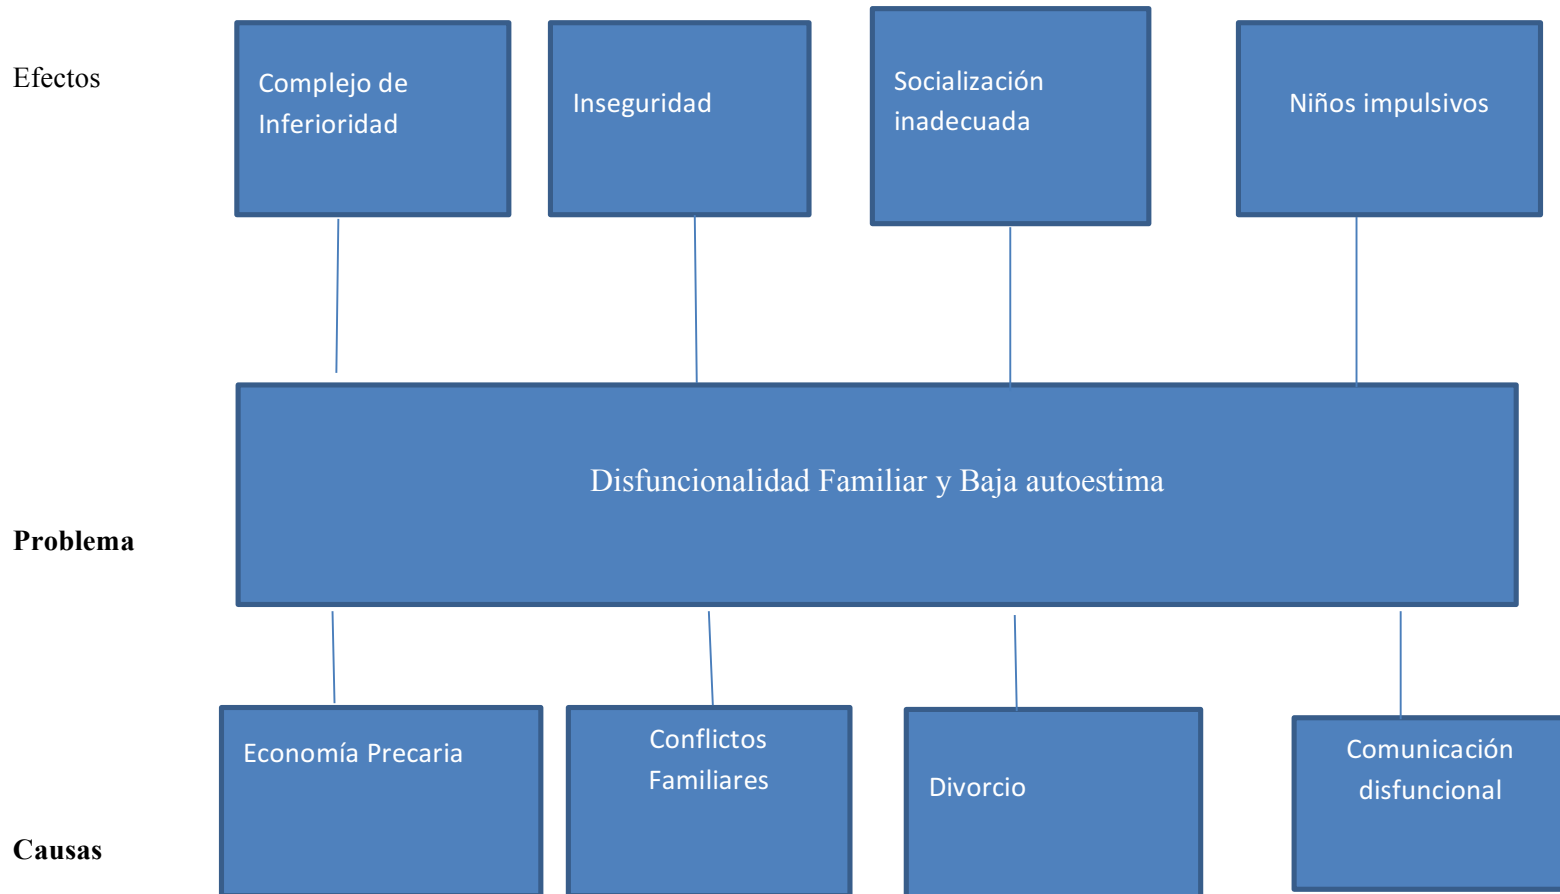 Efectos
Complejo de
Inferioridad
Inseguridad
Socialización
inadecuada
Niños impulsivos
Problema
Disfuncionalidad Familiar y Baja autoestima
Causas
Economía Precaria
Conflictos
Familiares
Divorcio
Comunicación
disfuncional